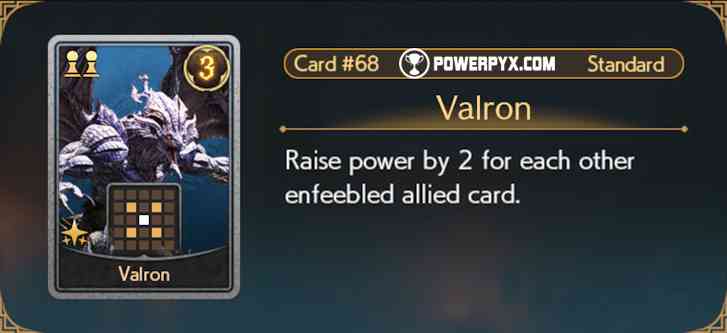 3
Card #68
POWERPYX.COM
Standard
Valron
Raise power by 2 for each other
enfeebled allied card.
Valron